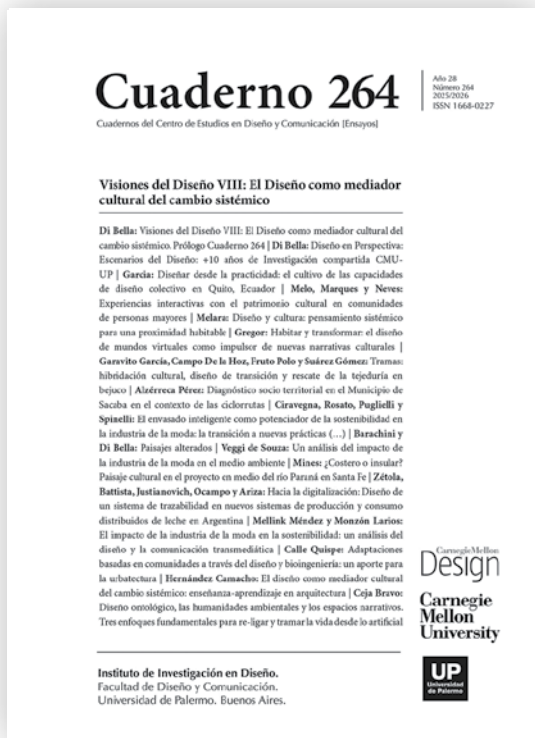 Cuaderno 264
Cuadernos del Centro de Estudios en Diseño y Comunicación [Ensayos]
Año 28
Número 264
2025/2026
ISSN 1668-0227
Visiones del Diseño VIII: El Diseño como mediador
cultural del cambio sistémico
Di Bella: Visiones del Diseño VIII: El Diseño como mediador cultural del
cambio sistémico. Prólogo Cuaderno 264 | Di Bella: Diseño en Perspectiva:
Escenarios del Diseño: +10 años de Investigación compartida CMU-
UP | Garcia: Diseñar desde la practicidad: el cultivo de las capacidades
de diseño colectivo en Quito, Ecuador | Melo, Marques y Neves:
Experiencias interactivas con el patrimonio cultural en comunidades
de personas mayores | Melara: Diseño y cultura: pensamiento sistémico
para una proximidad habitable | Gregor: Habitar y transformar: el diseño
de mundos virtuales como impulsor de nuevas narrativas culturales |
Garavito García, Campo De la Hoz, Fruto Polo y Suárez Gómez: Tramas:
hibridación cultural, diseño de transición y rescate de la tejeduría en
bejuco | Alzérreca Pérez: Diagnóstico socio territorial en el Municipio de
Sacaba en el contexto de las ciclorrutas | Ciravegna, Rosato, Puglielli y
Spinelli: El envasado inteligente como potenciador de la sostenibilidad en
la industria de la moda: la transición a nuevas prácticas (…) | Barachini y
Di Bella: Paisajes alterados | Veggi de Souza: Un análisis del impacto de
la industria de la moda en el medio ambiente | Mines: ¿Costero o insular?
Paisaje cultural en el proyecto en medio del río Paraná en Santa Fe | Zétola,
Battista, Justianovich, Ocampo y Ariza: Hacia la digitalización: Diseño de
un sistema de trazabilidad en nuevos sistemas de producción y consumo
distribuidos de leche en Argentina | Mellink Méndez y Monzón Larios:
El impacto de la industria de la moda en la sostenibilidad: un análisis del
diseño y la comunicación transmediática | Calle Quispe: Adaptaciones
basadas en comunidades a través del diseño y bioingeniería: un aporte para
la urbatectura | Hernández Camacho: El diseño como mediador cultural
del cambio sistémico: enseñanza-aprendizaje en arquitectura | Ceja Bravo:
Diseño ontológico, las humanidades ambientales y los espacios narrativos.
Tres enfoques fundamentales para re-ligar y tramar la vida desde lo artificial
CarnegieMellon
Design
Carnegie
Mellon
University
UP
Universidad
de Palermo
Instituto de Investigación en Diseño.
Facultad de Diseño y Comunicación.
Universidad de Palermo. Buenos Aires.